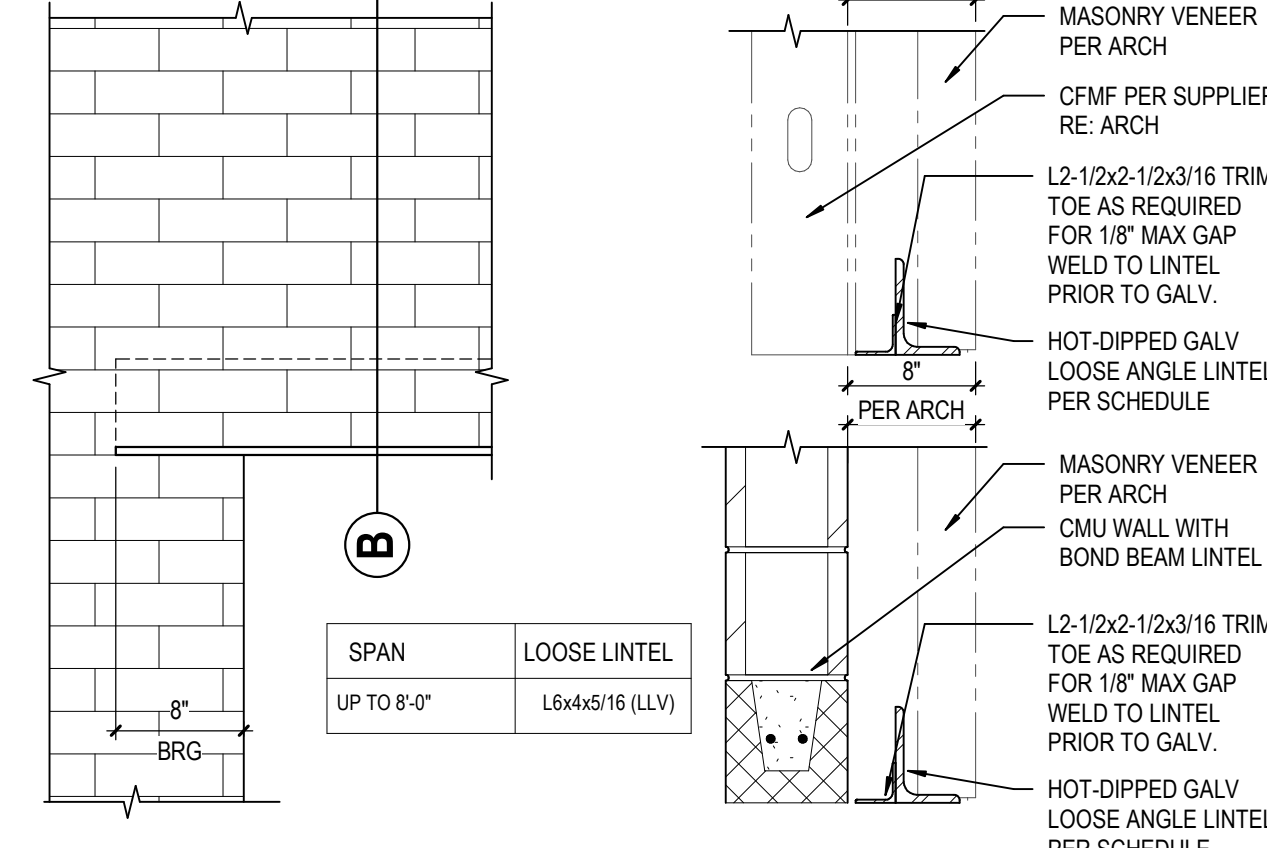 MASONRY VENEER
PER ARCH
CFMF PER SUPPLIER
RE: ARCH
L2-1/2x2-1/2x3/16 TRIM
TOE AS REQUIRED
FOR 1/8" MAX GAP
WELD TO LINTEL
PRIOR TO GALV.
HOT-DIPPED GALV
LOOSE ANGLE LINTEL
PER SCHEDULE
8"
PER ARCH
MASONRY VENEER
PER ARCH
CMU WALL WITH
BOND BEAM LINTEL
B
L2-1/2x2-1/2x3/16 TRIM
TOE AS REQUIRED
FOR 1/8" MAX GAP
WELD TO LINTEL
PRIOR TO GALV.
SPAN LOOSE LINTEL
UP TO 8'-0" L6x4x5/16 (LLV)
8"
BRG
HOT-DIPPED GALV
LOOSE ANGLE LINTEL
PER SCHEDULE